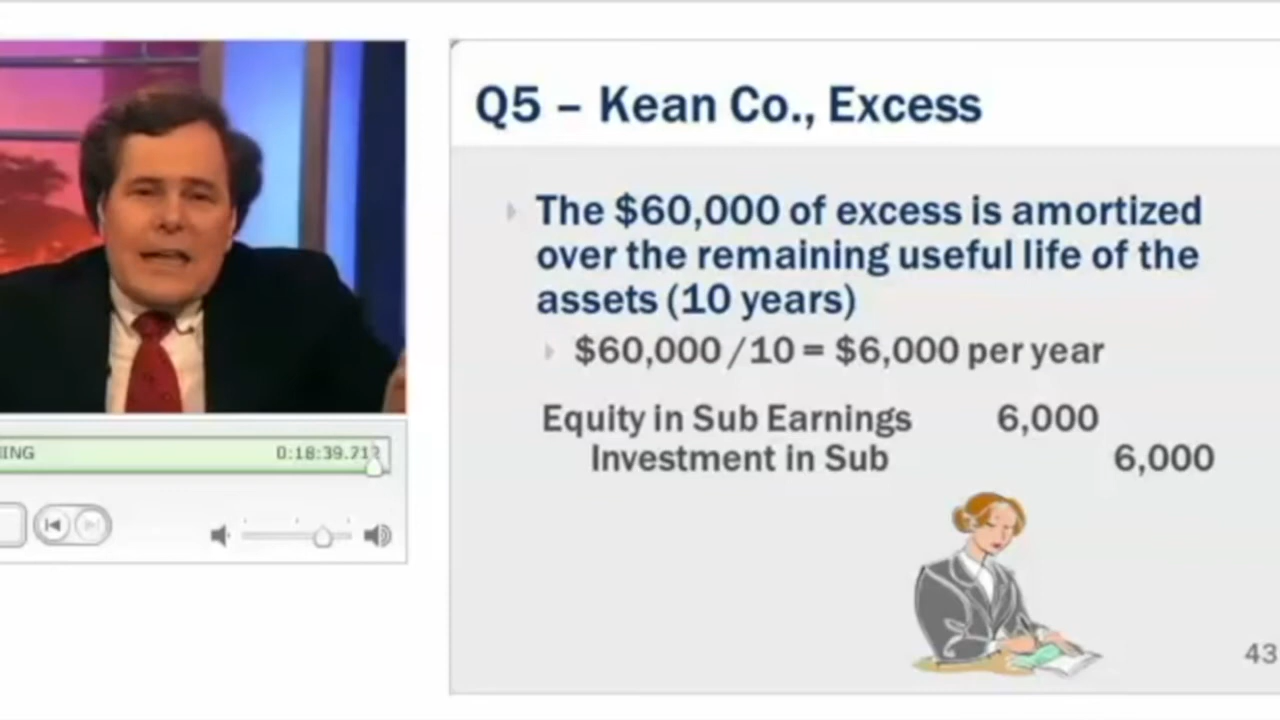 Q5 – Kean Co., Excess
The $60,000 of excess is amortized
over the remaining useful life of the
assets (10 years)
$60,000 /10 = $6,000 per year
Equity in Sub Earnings 6,000
Investment in Sub 6,000
43
ING 0:18:39.717